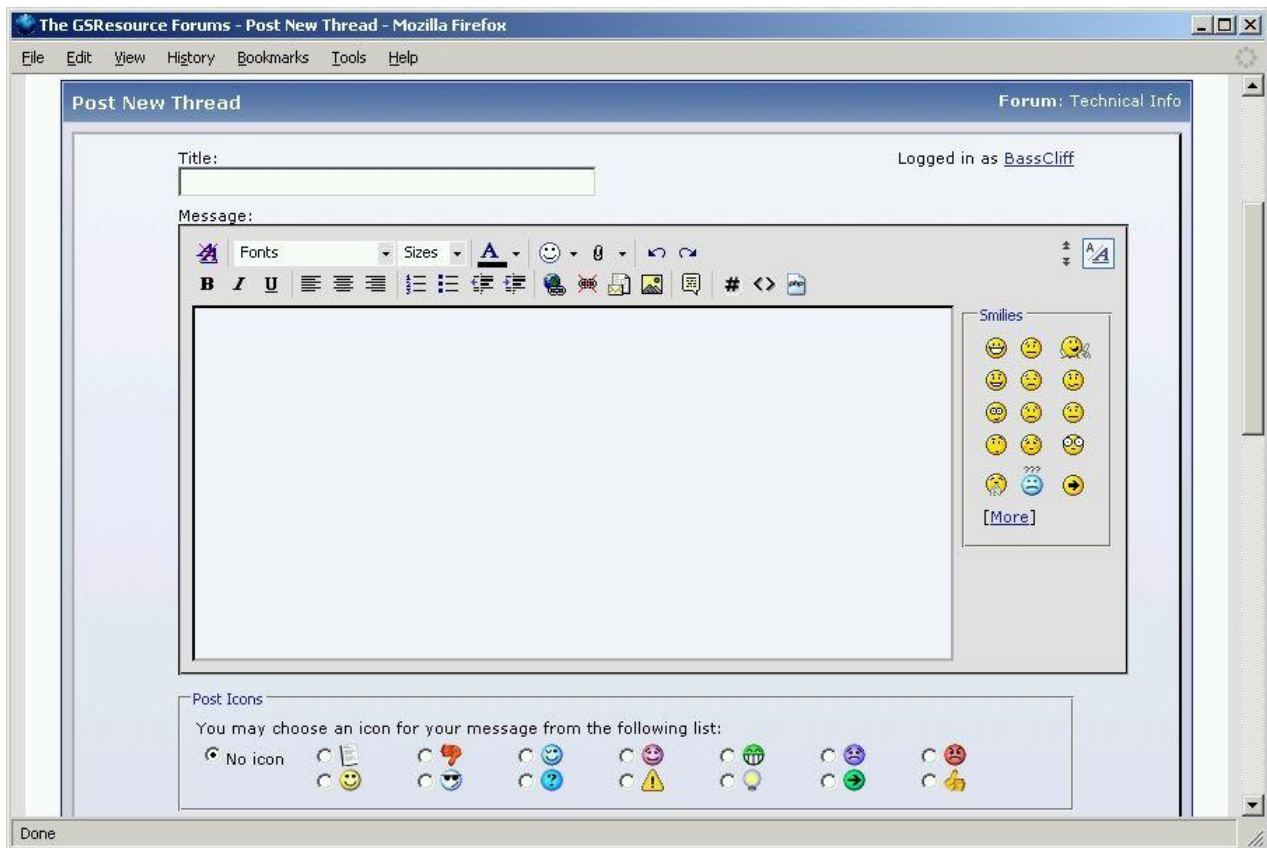 The GSResource Forums - Post New Thread - Mozilla Firefox
File Edit View History Bookmarks Tools Help
Post New Thread
Forum: Technical Info
Title:
Logged in as BassCliff
Message:
Fonts Sizes A
A/A
B I U # <> php
Smilies
???
[More]
Post Icons
You may choose an icon for your message from the following list:
No icon
?
Done